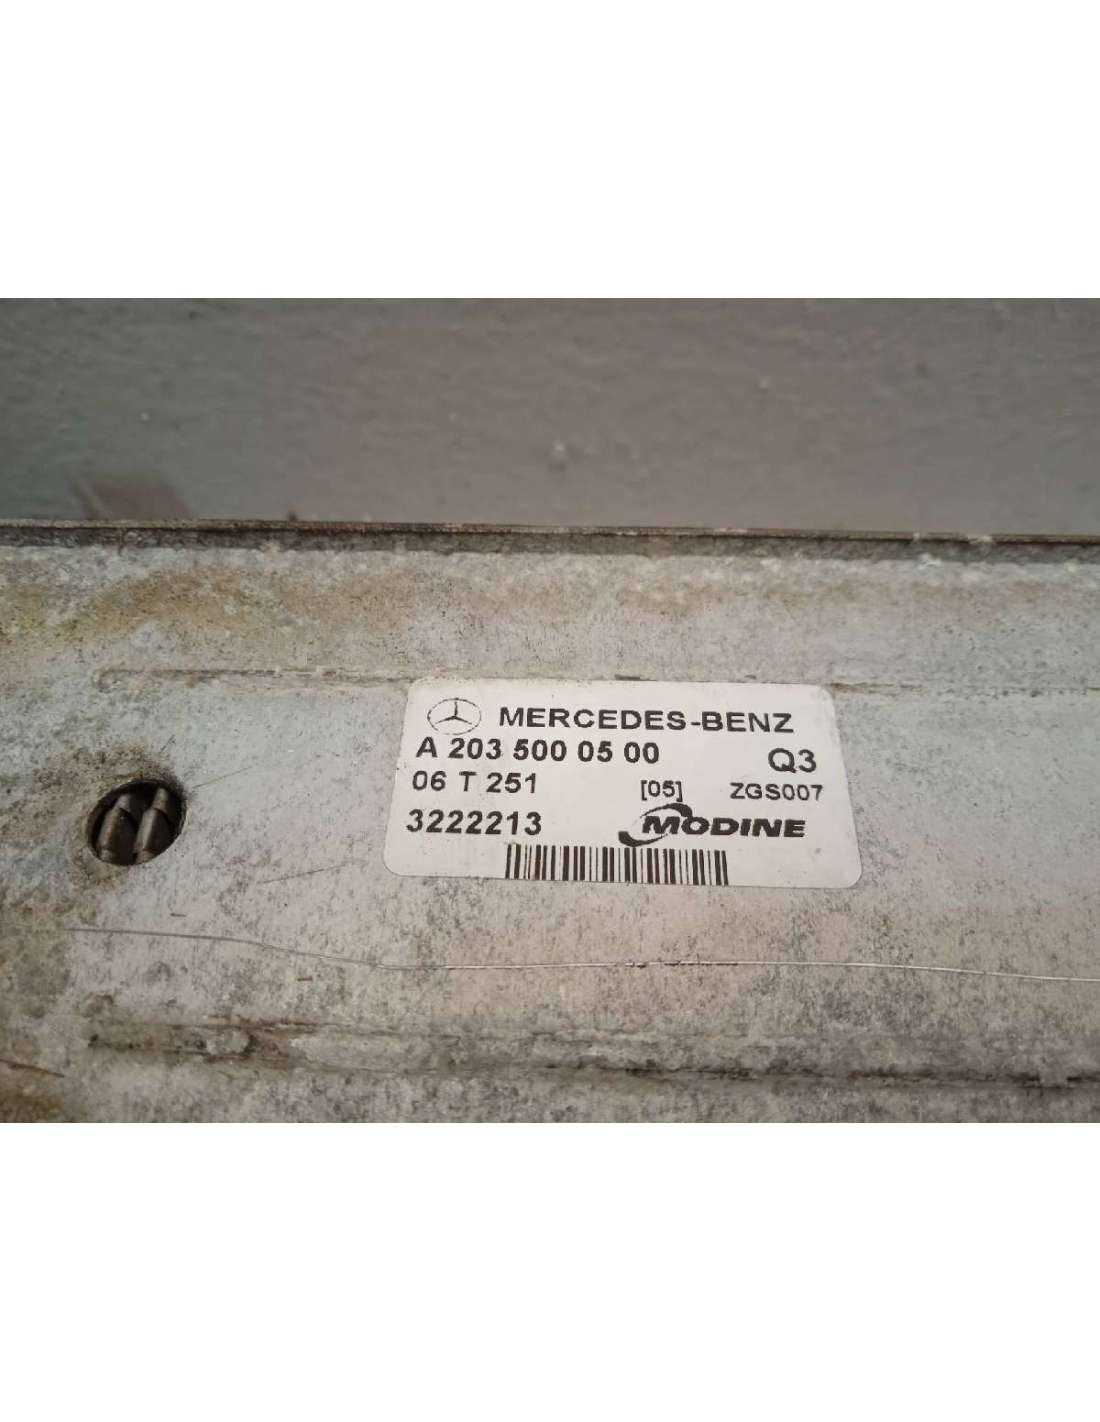 MERCEDES-BENZ
A 203 500 05 00 Q3
06 T 251 [05] ZGS007
3222213 MODINE